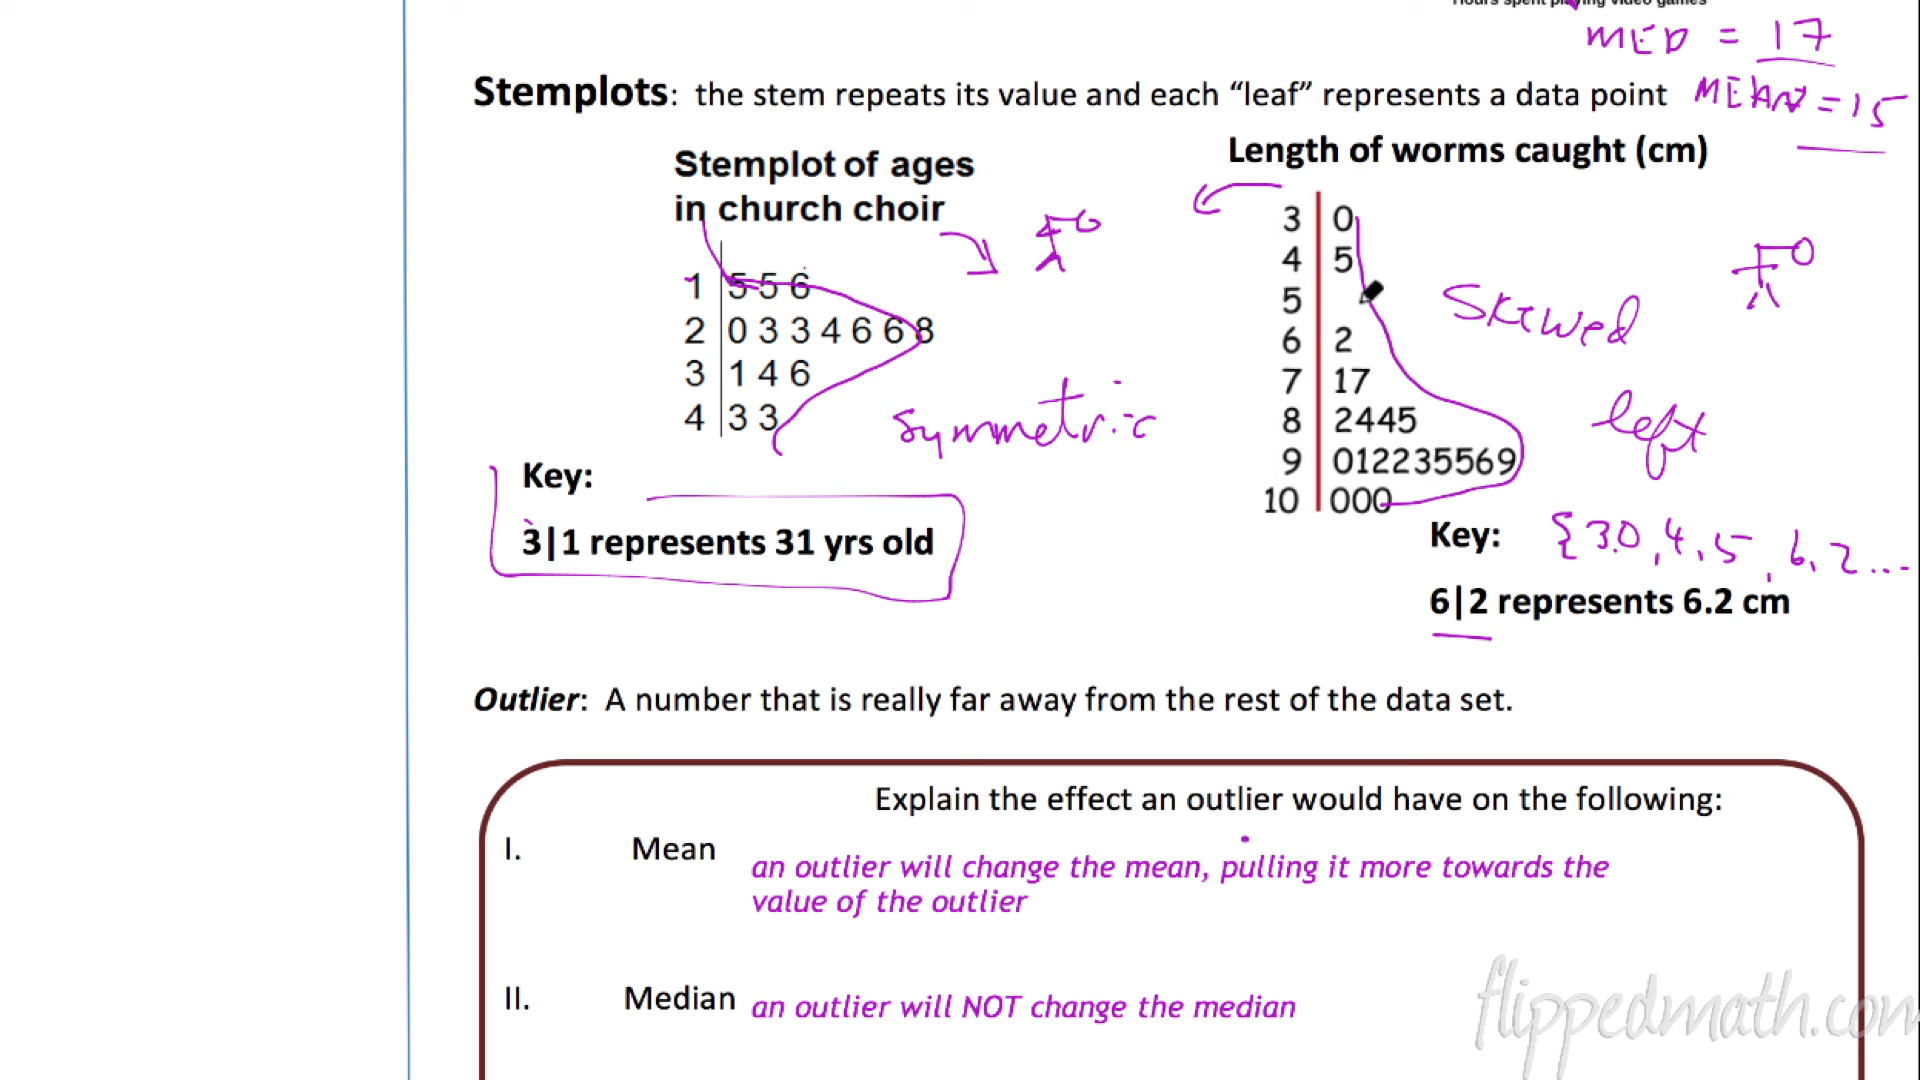 Hours spent playing video games
MED = 17
Stemplots: the stem repeats its value and each “leaf” represents a data point
MEAN = 15
Stemplot of ages
in church choir
1 | 5 5 6
2 | 0 3 3 4 6 6 8
3 | 1 4 6
4 | 3 3
symmetric
Key:
3|1 represents 31 yrs old
Length of worms caught (cm)
3 | 0
4 | 5
5 |
6 | 2
7 | 17
8 | 2445
9 | 012235569
10 | 000
Skewed
left
Key: {3.0, 4.5, 6.2 ...
6|2 represents 6.2 cm
Outlier: A number that is really far away from the rest of the data set.
Explain the effect an outlier would have on the following:
I. Mean an outlier will change the mean, pulling it more towards the
value of the outlier
II. Median an outlier will NOT change the median
flippedmath.com